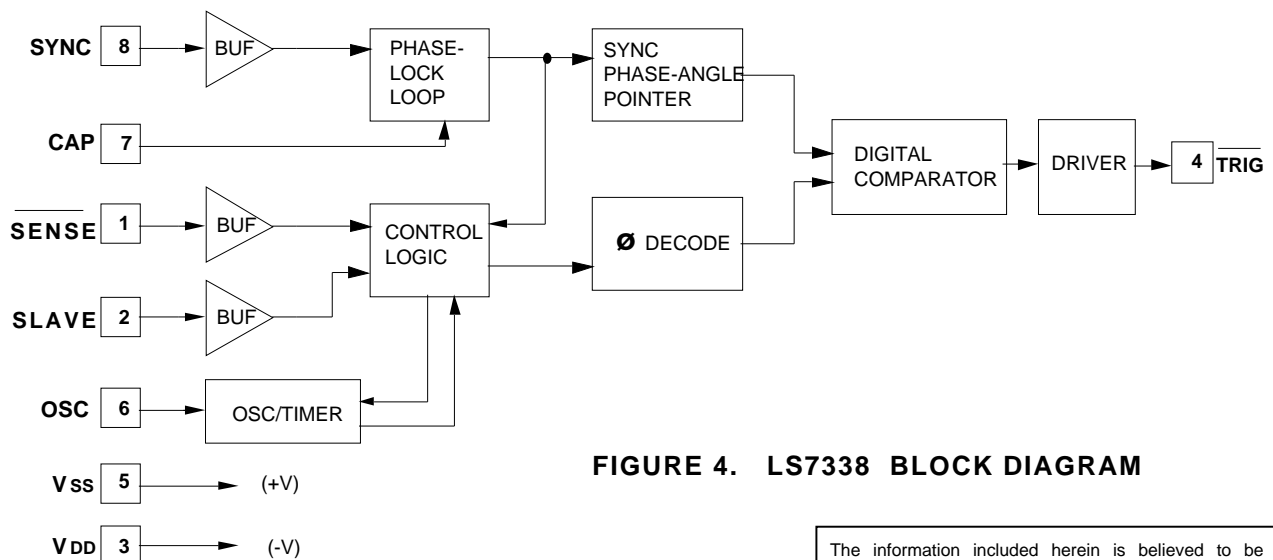 SYNC 8 BUF
PHASE-
LOCK
LOOP
SYNC
PHASE-ANGLE
POINTER
CAP 7
DIGITAL
COMPARATOR
DRIVER
4 TRIG
SENSE 1 BUF
CONTROL
LOGIC
Ø DECODE
SLAVE 2 BUF
OSC 6 OSC/TIMER
FIGURE 4. LS7338 BLOCK DIAGRAM
VSS 5 (+V)
VDD 3 (-V)
The information included herein is believed to be